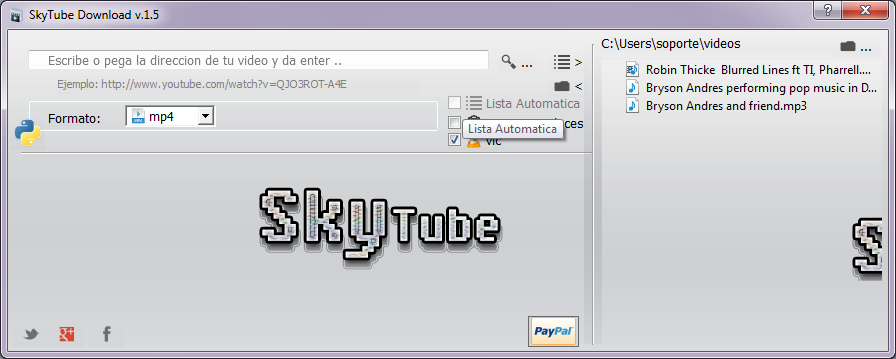 SkyTube Download v.1.5
Escribe o pega la direccion de tu video y da enter ..
...
>
Ejemplo: http://www.youtube.com/watch?v=QJO3ROT-A4E
<
Formato:
mp4
Lista Automatica
Lista Automatica
vlc
SkyTube
PayPal
C:\Users\soporte\videos
...
Robin Thicke  Blurred Lines ft TI, Pharrell....
Bryson Andres performing pop music in D...
Bryson Andres and friend.mp3